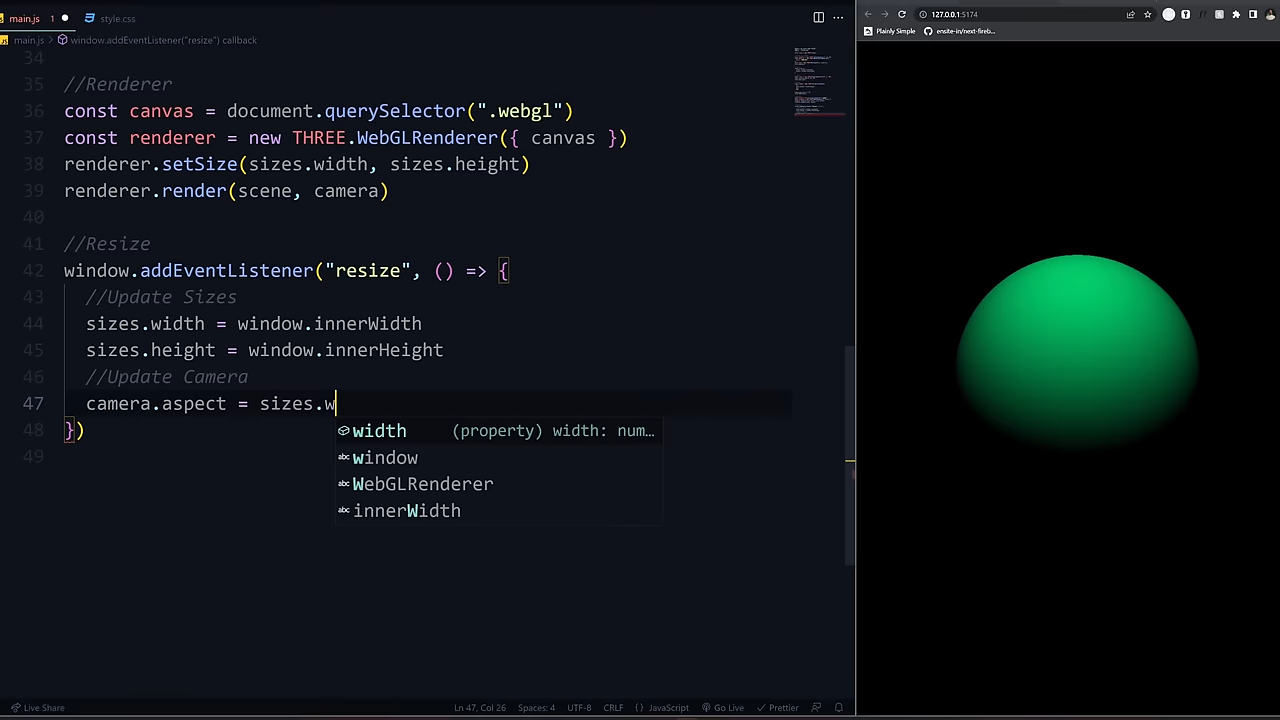 main.js 1 style.css
main.js > window.addEventListener("resize") callback
34
35 //Renderer
36 const canvas = document.querySelector(".webgl")
37 const renderer = new THREE.WebGLRenderer({ canvas })
38 renderer.setSize(sizes.width, sizes.height)
39 renderer.render(scene, camera)
40
41 //Resize
42 window.addEventListener("resize", () => {
43 //Update Sizes
44 sizes.width = window.innerWidth
45 sizes.height = window.innerHeight
46 //Update Camera
47 camera.aspect = sizes.w
width (property) width: num…
48 })
window
49
WebGLRenderer
innerWidth
Live Share Ln 47, Col 26 Spaces: 4 UTF-8 CRLF {} JavaScript Go Live Prettier
127.0.0.1:5174
Plainly Simple ensite-in/next-fireb...